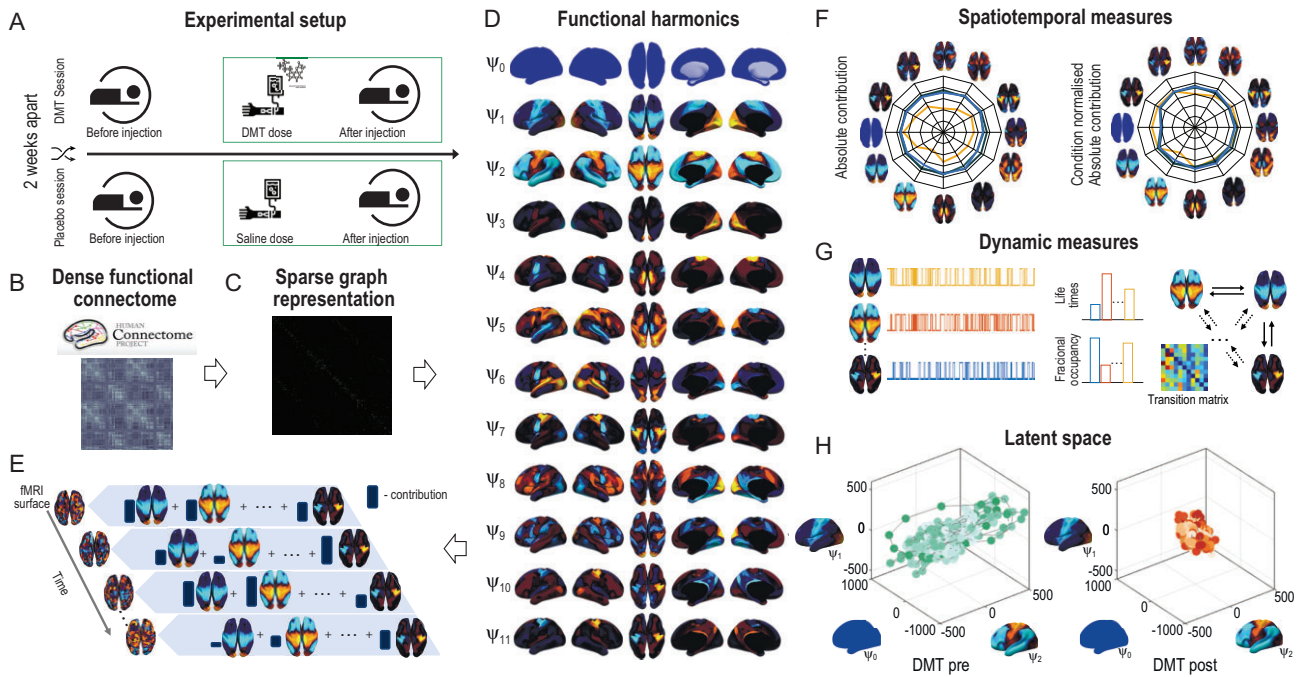 A
Experimental setup
2 weeks apart
DMT Session
Before injection
DMT dose
After injection
Placebo session
Before injection
Saline dose
After injection
B
Dense functional
connectome
HUMAN
Connectome
PROJECT
C
Sparse graph
representation
D
Functional harmonics
Ψ0
Ψ1
Ψ2
Ψ3
Ψ4
Ψ5
Ψ6
Ψ7
Ψ8
Ψ9
Ψ10
Ψ11
E
fMRI
surface
Time
+ + ··· + - contribution
+ + ··· +
+ + ··· +
+ + ··· +
F
Spatiotemporal measures
Absolute contribution
Condition normalised
Absolute contribution
G
Dynamic measures
Life
times
...
Fracional
occupancy
...
...
Transition matrix
H
Latent space
500
0
-500
1000
0
-1000
-500
0
500
Ψ1
Ψ0
Ψ2
DMT pre
500
0
-500
1000
0
-1000
-500
0
500
Ψ1
Ψ0
Ψ2
DMT post